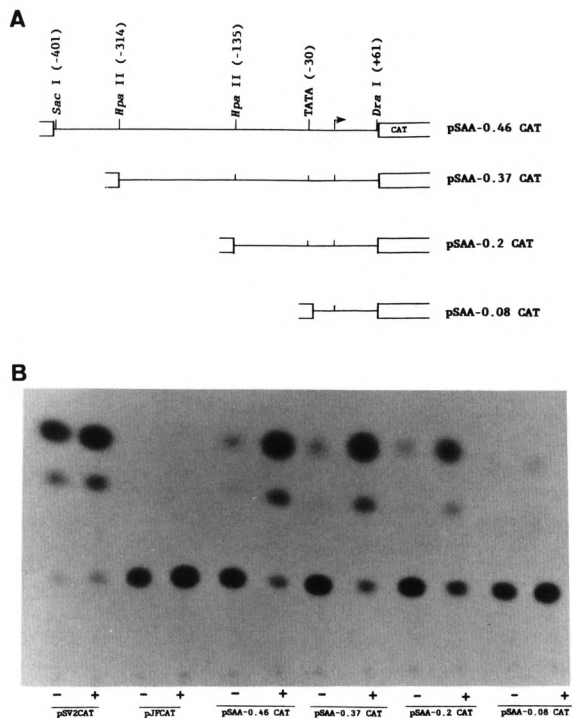 A
Sac I (-401)
Hpa II (-314)
Hpa II (-135)
TATA (-30)
Dra I (+61)
CAT
pSAA-0.46 CAT
pSAA-0.37 CAT
pSAA-0.2 CAT
pSAA-0.08 CAT
B
- + - + - + - + - + - +
pSV2CAT pJFCAT pSAA-0.46 CAT pSAA-0.37 CAT pSAA-0.2 CAT pSAA-0.08 CAT